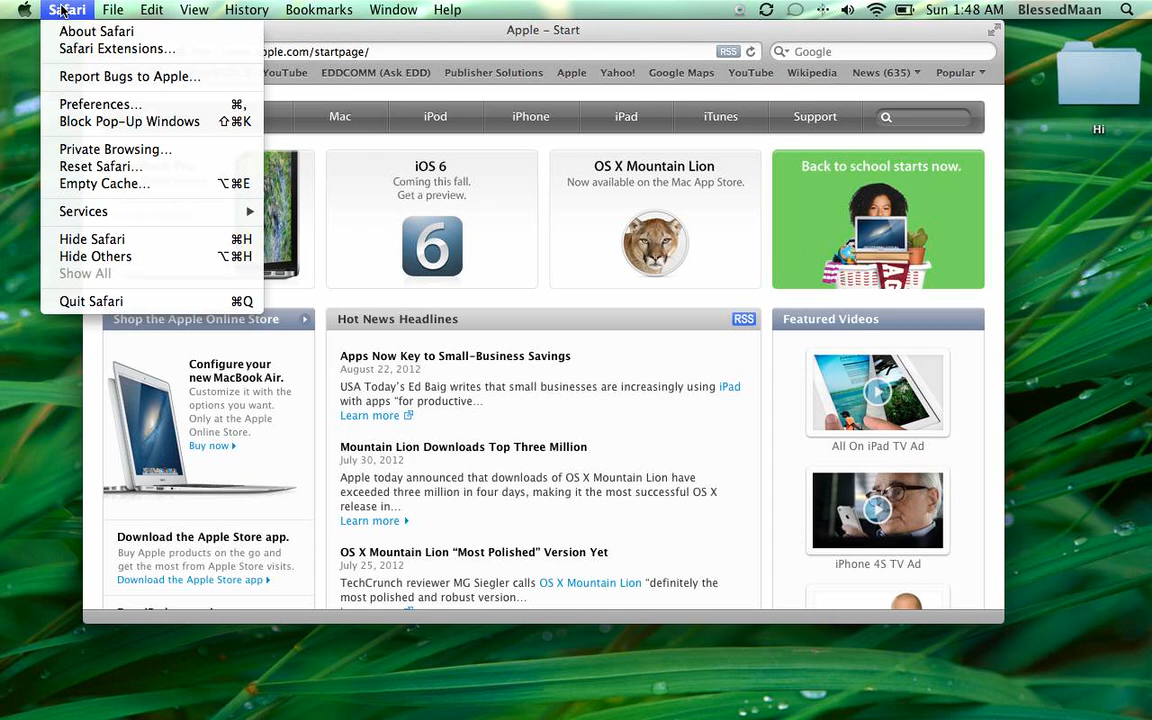 Safari File Edit View History Bookmarks Window Help
Sun 1:48 AM BlessedMaan
About Safari
Safari Extensions...
Report Bugs to Apple...
Preferences... ⌘,
Block Pop-Up Windows ⇧⌘K
Private Browsing...
Reset Safari...
Empty Cache... ⌥⌘E
Services
Hide Safari ⌘H
Hide Others ⌥⌘H
Show All
Quit Safari ⌘Q
Apple – Start
ple.com/startpage/ RSS Google
YouTube EDDCOMM (Ask EDD) Publisher Solutions Apple Yahoo! Google Maps YouTube Wikipedia News (635) Popular
Mac iPod iPhone iPad iTunes Support
Hi
iOS 6
Coming this fall.
Get a preview.
6
OS X Mountain Lion
Now available on the Mac App Store.
Back to school starts now.
Shop the Apple Online Store
Configure your
new MacBook Air.
Customize it with the
options you want.
Only at the Apple
Online Store.
Buy now
Download the Apple Store app.
Buy Apple products on the go and
get the most from Apple Store visits.
Download the Apple Store app
Hot News Headlines RSS
Apps Now Key to Small-Business Savings
August 22, 2012
USA Today's Ed Baig writes that small businesses are increasingly using iPad
with apps "for productive...
Learn more
Mountain Lion Downloads Top Three Million
July 30, 2012
Apple today announced that downloads of OS X Mountain Lion have
exceeded three million in four days, making it the most successful OS X
release in...
Learn more
OS X Mountain Lion "Most Polished" Version Yet
July 25, 2012
TechCrunch reviewer MG Siegler calls OS X Mountain Lion "definitely the
most polished and robust version...
Featured Videos
All On iPad TV Ad
iPhone 4S TV Ad